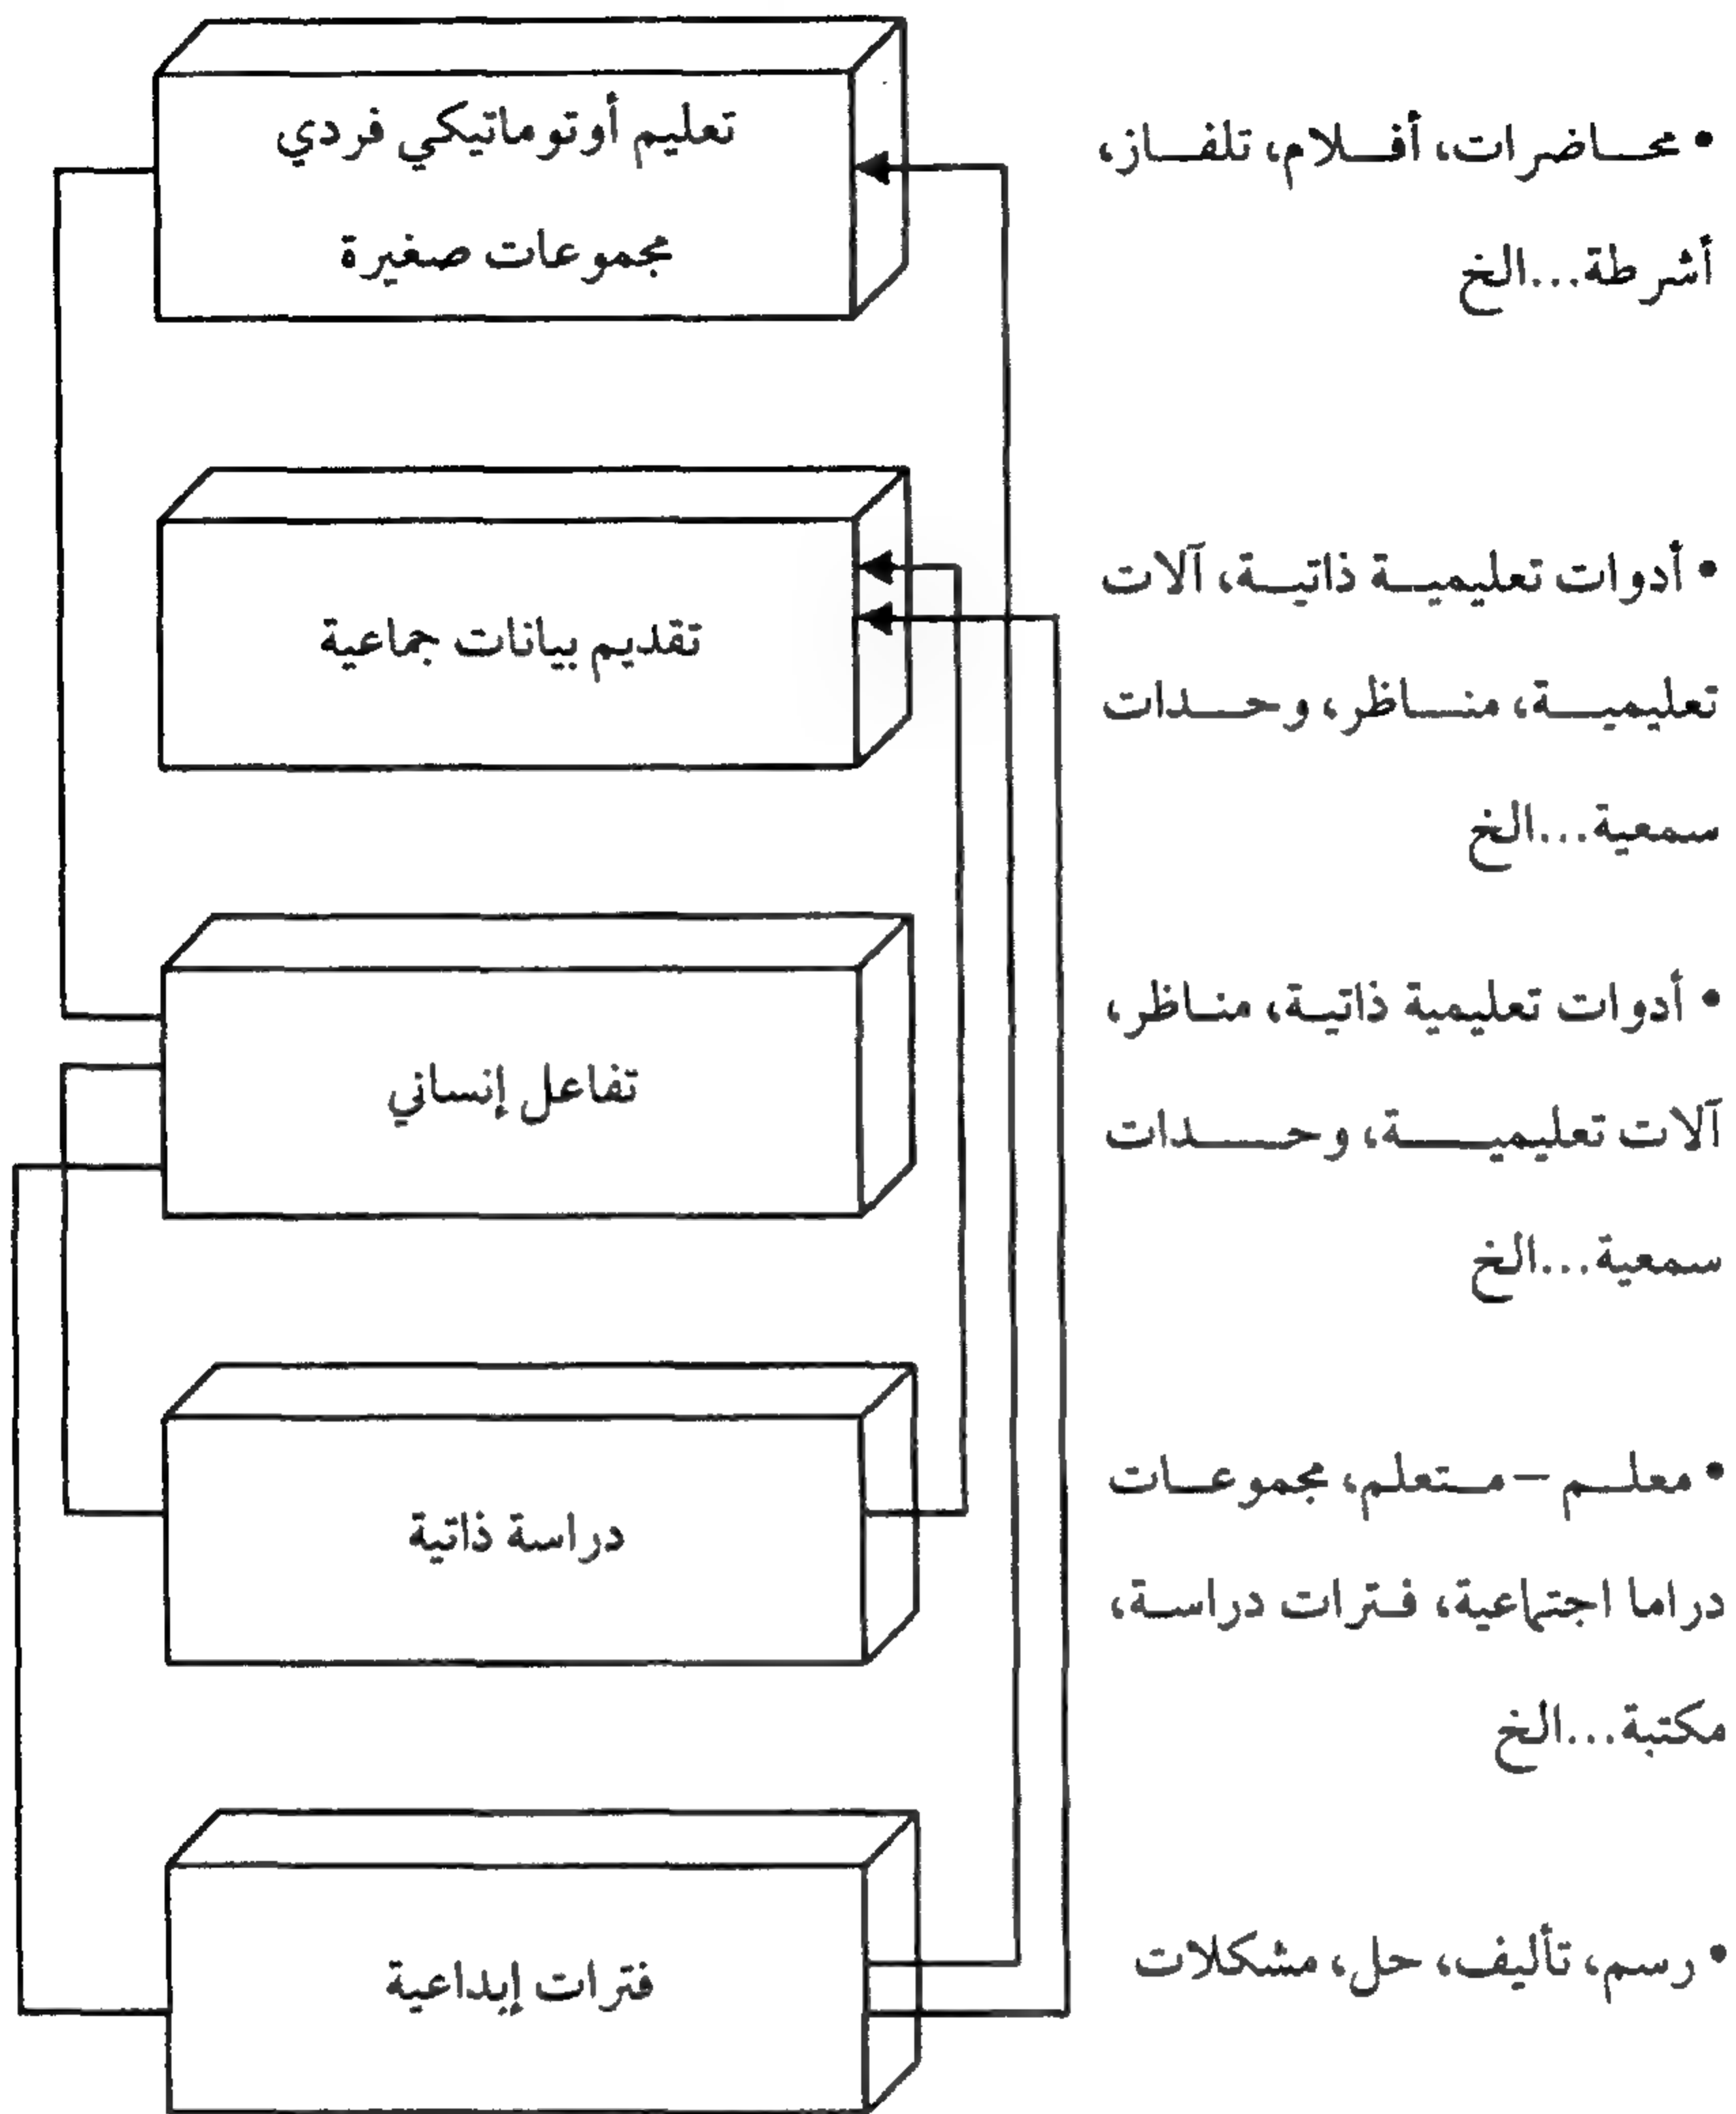 تعليم أوتوماتيكي فردي
مجموعات صغيرة
• محاضرات، أفلام، تلفاز،
أشرطة...الخ
تقديم بيانات جماعية
• أدوات تعليمية ذاتية، آلات
تعليمية، مناظر، وحدات
سمعية...الخ
تفاعل إنساني
• أدوات تعليمية ذاتية، مناظر،
آلات تعليمية، وحدات
سمعية...الخ
دراسة ذاتية
• معلم – متعلم، مجموعات
دراما اجتماعية، فترات دراسة،
مكتبة...الخ
فترات إبداعية
• رسم، تأليف، حل، مشكلات